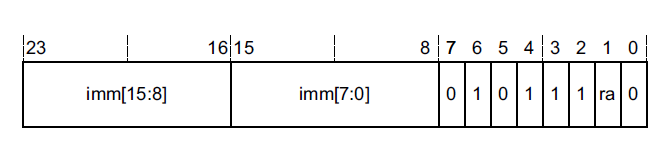 23 16 15 8 7 6 5 4 3 2 1 0
imm[15:8] imm[7:0] 0 1 0 1 1 1 ra 0